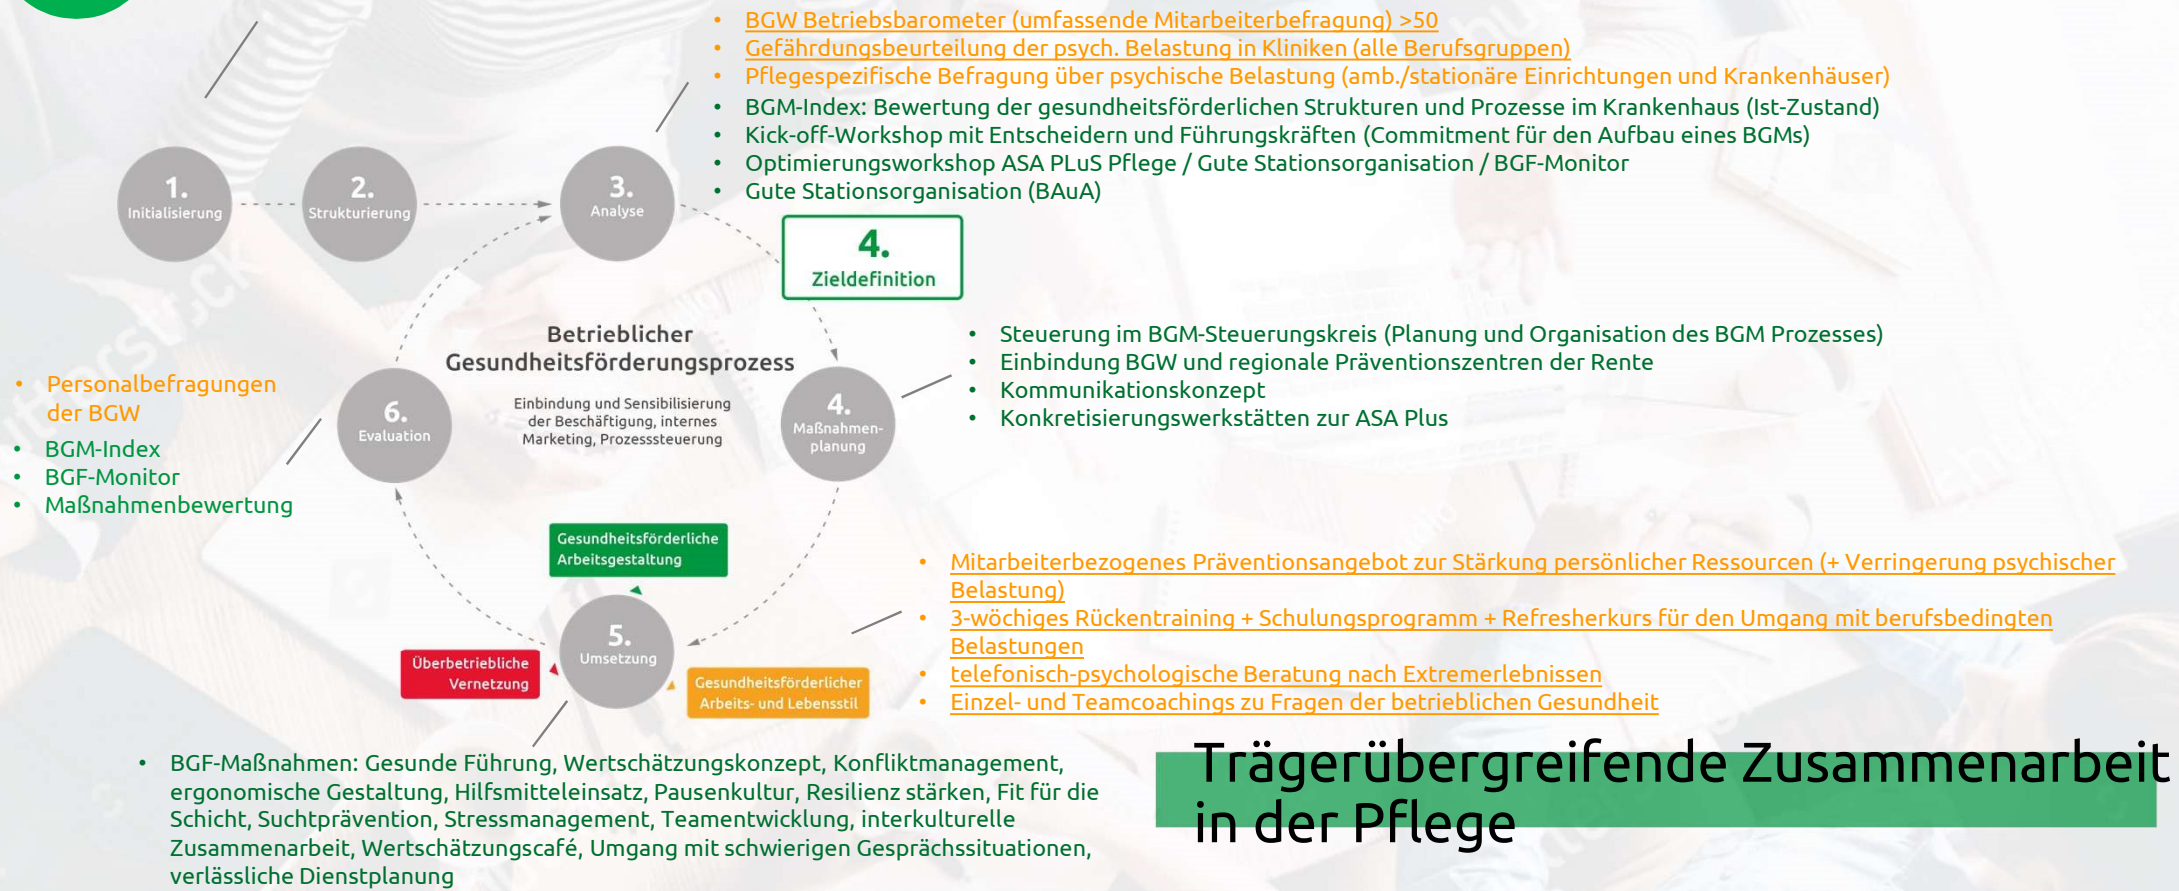 • BGW Betriebsbarometer (umfassende Mitarbeiterbefragung) >50
• Gefährdungsbeurteilung der psych. Belastung in Kliniken (alle Berufsgruppen)
• Pflegespezifische Befragung über psychische Belastung (amb./stationäre Einrichtungen und Krankenhäuser)
• BGM-Index: Bewertung der gesundheitsförderlichen Strukturen und Prozesse im Krankenhaus (Ist-Zustand)
• Kick-off-Workshop mit Entscheidern und Führungskräften (Commitment für den Aufbau eines BGMs)
• Optimierungsworkshop ASA PLuS Pflege / Gute Stationsorganisation / BGF-Monitor
• Gute Stationsorganisation (BAuA)
1.
Initialisierung
2.
Strukturierung
3.
Analyse
4.
Zieldefinition
Betrieblicher
Gesundheitsförderungsprozess
Einbindung und Sensibilisierung
der Beschäftigung, internes
Marketing, Prozesssteuerung
• Steuerung im BGM-Steuerungskreis (Planung und Organisation des BGM Prozesses)
• Einbindung BGW und regionale Präventionszentren der Rente
• Kommunikationskonzept
• Konkretisierungswerkstätten zur ASA Plus
4.
Maßnahmen-
planung
6.
Evaluation
• Personalbefragungen
der BGW
• BGM-Index
• BGF-Monitor
• Maßnahmenbewertung
Gesundheitsförderliche
Arbeitsgestaltung
5.
Umsetzung
Überbetriebliche
Vernetzung
Gesundheitsförderlicher
Arbeits- und Lebensstil
• Mitarbeiterbezogenes Präventionsangebot zur Stärkung persönlicher Ressourcen (+ Verringerung psychischer
Belastung)
• 3-wöchiges Rückentraining + Schulungsprogramm + Refresherkurs für den Umgang mit berufsbedingten
Belastungen
• telefonisch-psychologische Beratung nach Extremerlebnissen
• Einzel- und Teamcoachings zu Fragen der betrieblichen Gesundheit
• BGF-Maßnahmen: Gesunde Führung, Wertschätzungskonzept, Konfliktmanagement,
ergonomische Gestaltung, Hilfsmitteleinsatz, Pausenkultur, Resilienz stärken, Fit für die
Schicht, Suchtprävention, Stressmanagement, Teamentwicklung, interkulturelle
Zusammenarbeit, Wertschätzungscafé, Umgang mit schwierigen Gesprächssituationen,
verlässliche Dienstplanung
Trägerübergreifende Zusammenarbeit
in der Pflege